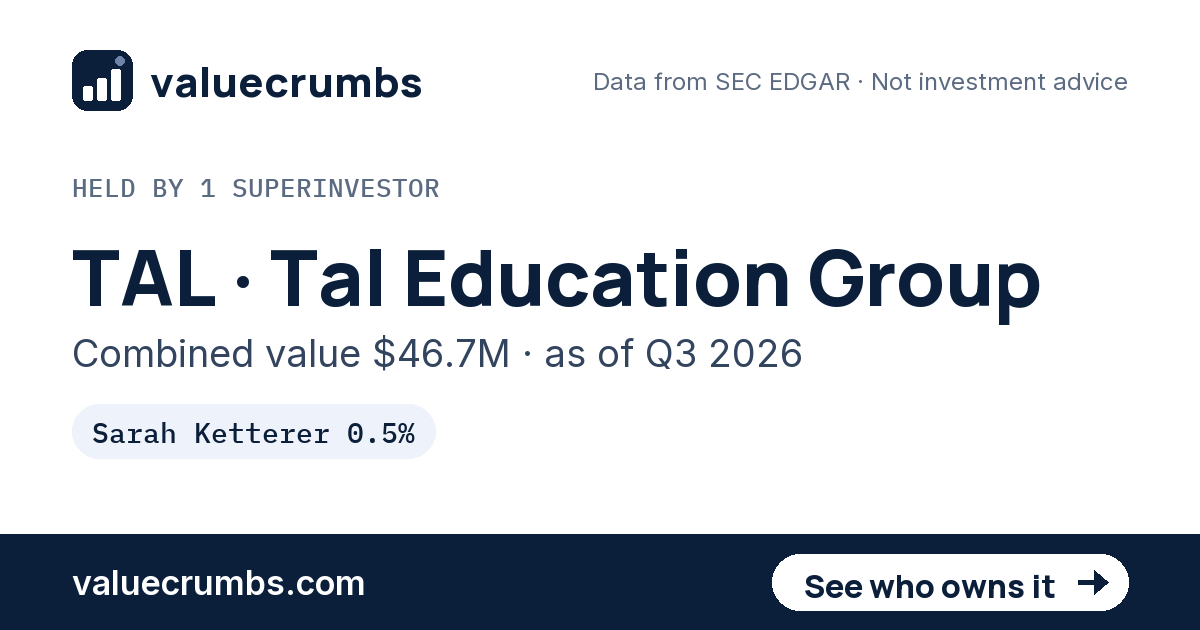 valuecrumbs
Data from SEC EDGAR · Not investment advice
HELD BY 1 SUPERINVESTOR
TAL · Tal Education Group
Combined value $46.7M · as of Q3 2026
Sarah Ketterer 0.5%
valuecrumbs.com
See who owns it →